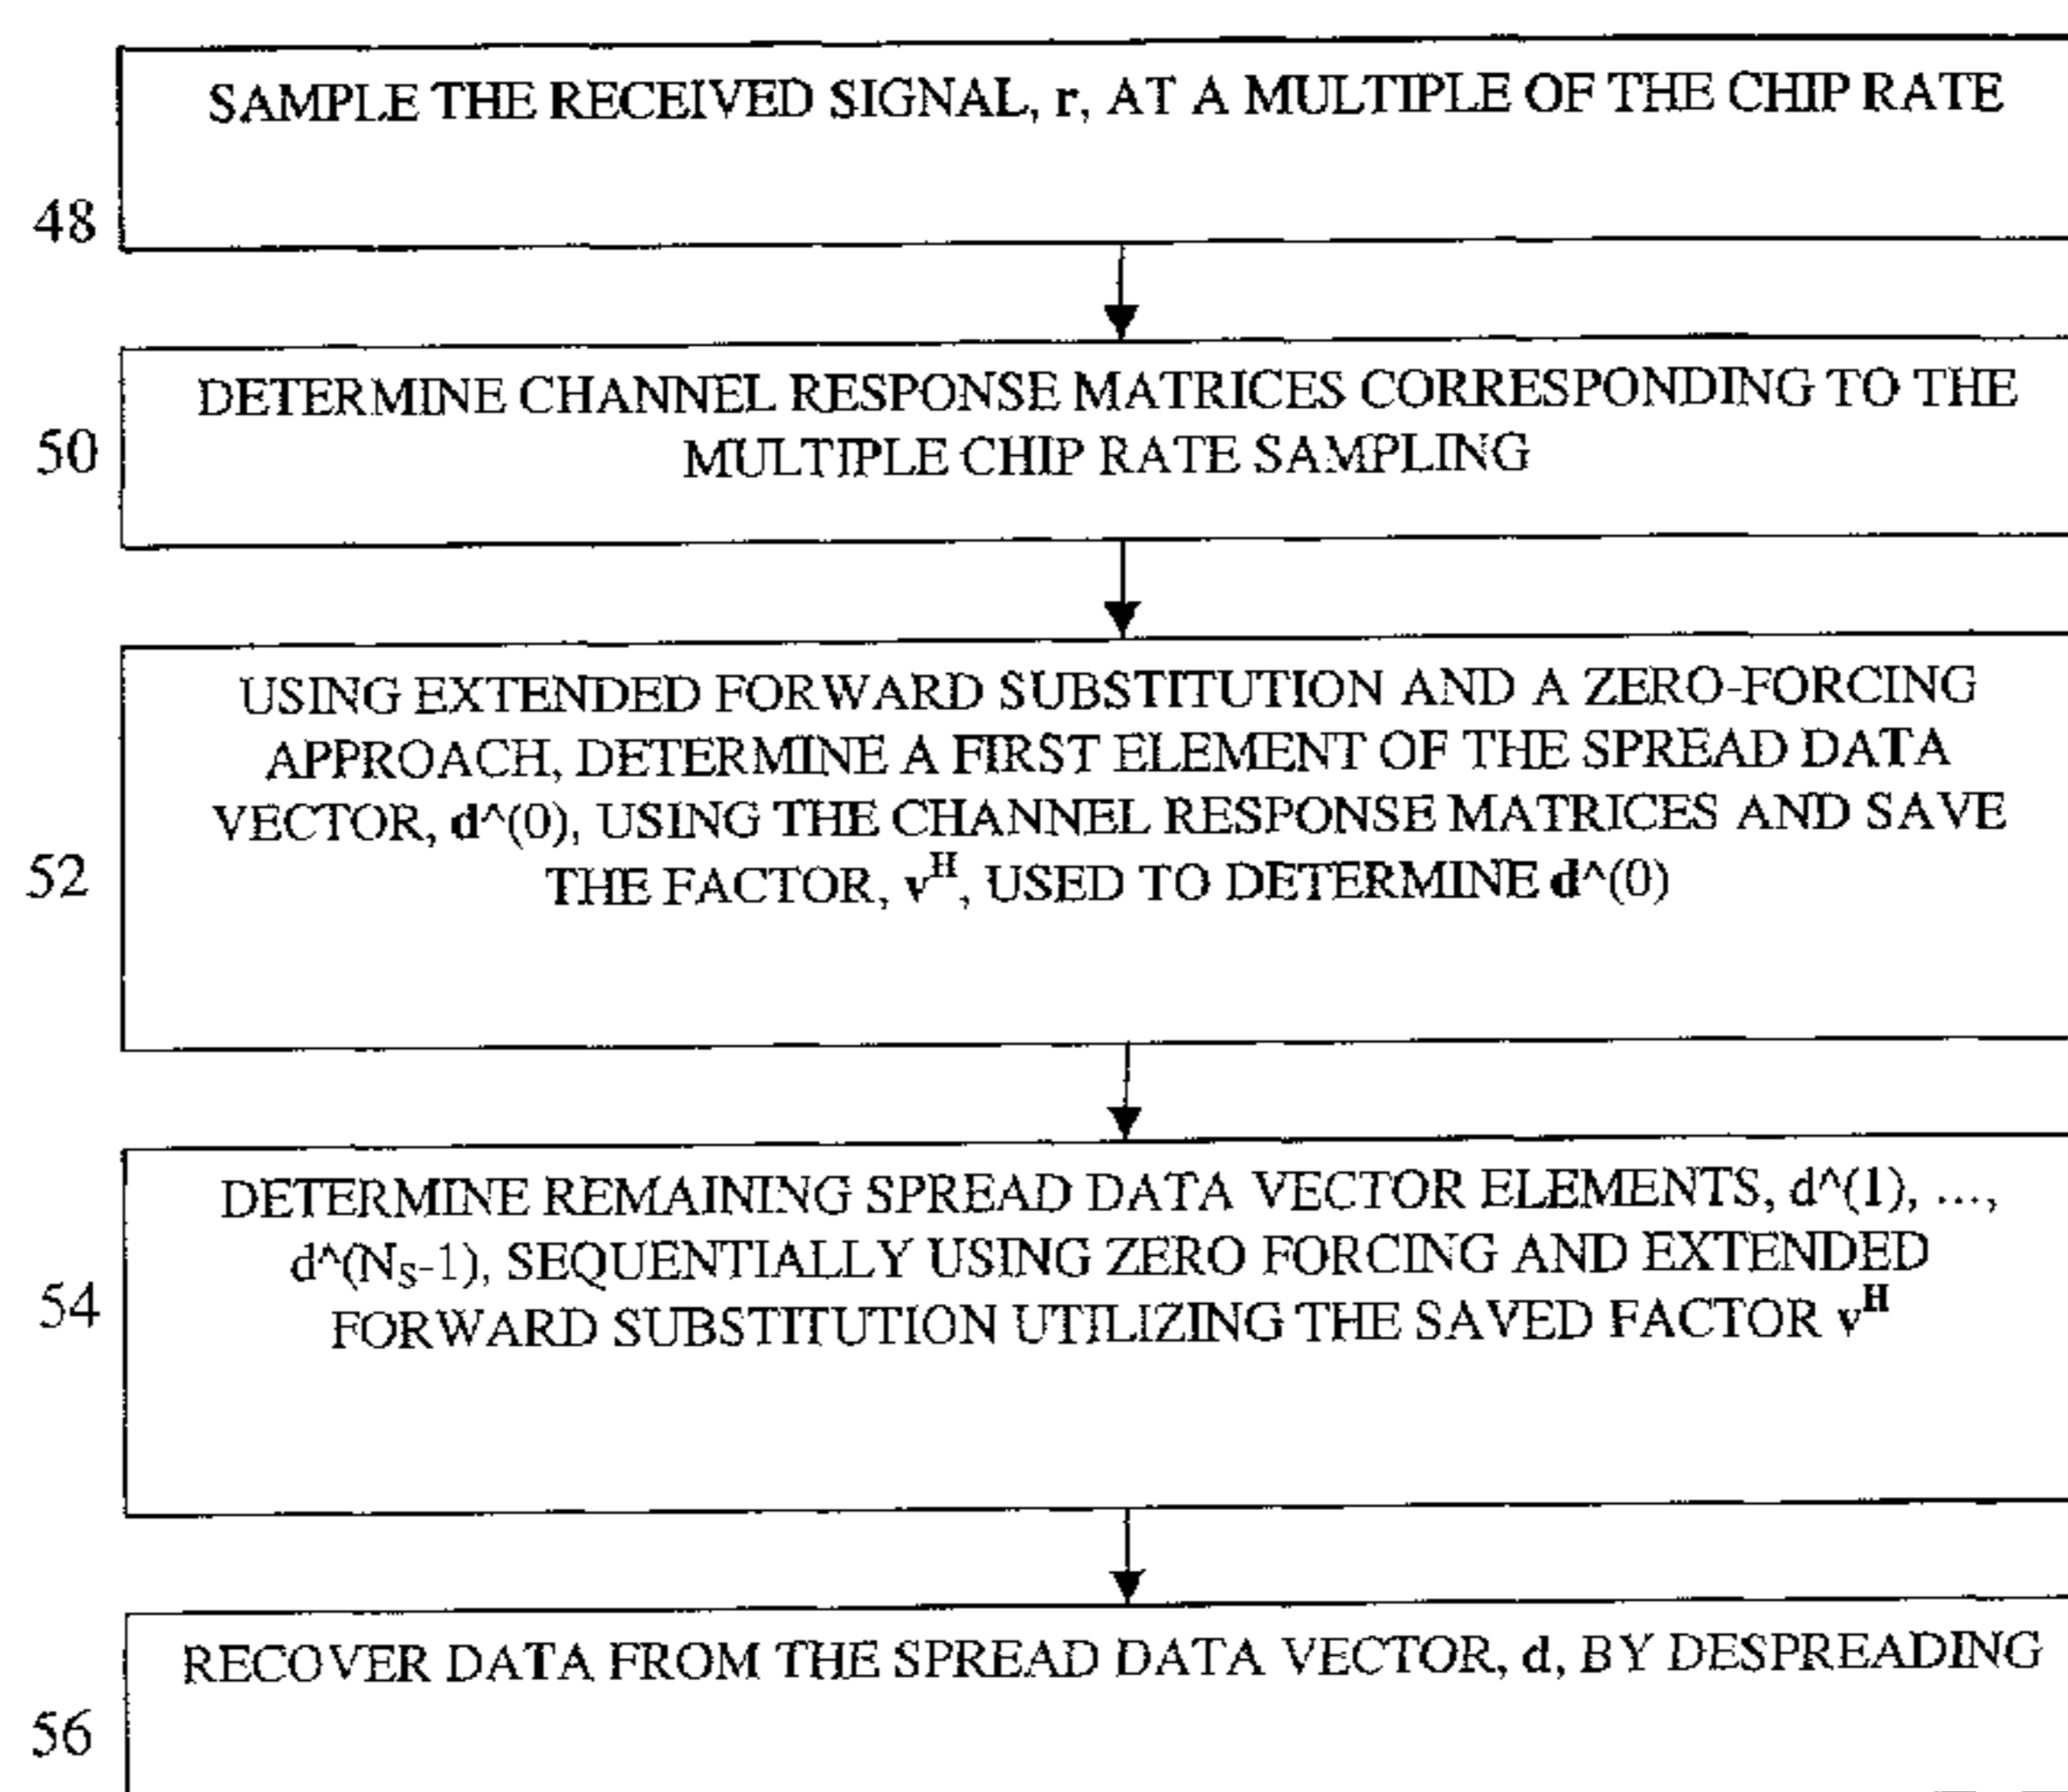 SAMPLE THE RECEIVED SIGNAL, r, AT A MULTIPLE OF THE CHIP RATE
48
DETERMINE CHANNEL RESPONSE MATRICES CORRESPONDING TO THE
MULTIPLE CHIP RATE SAMPLING
50
USING EXTENDED FORWARD SUBSTITUTION AND A ZERO-FORCING
APPROACH, DETERMINE A FIRST ELEMENT OF THE SPREAD DATA
VECTOR, d^(0), USING THE CHANNEL RESPONSE MATRICES AND SAVE
THE FACTOR, v^H, USED TO DETERMINE d^(0)
52
DETERMINE REMAINING SPREAD DATA VECTOR ELEMENTS, d^(1), ...,
d^(N_S-1), SEQUENTIALLY USING ZERO FORCING AND EXTENDED
FORWARD SUBSTITUTION UTILIZING THE SAVED FACTOR v^H
54
RECOVER DATA FROM THE SPREAD DATA VECTOR, d, BY DESPREADING
56